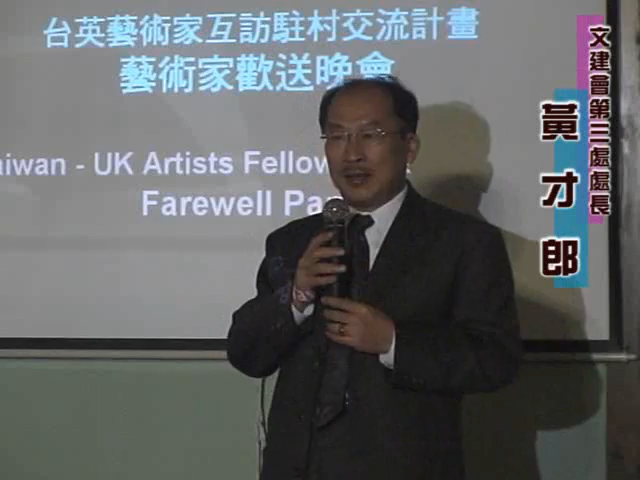 台英藝術家互訪駐村交流計畫
藝術家歡送晚會
aiwan - UK Artists Fellow
Farewell Pa
文建會第三處處長
黃才郎